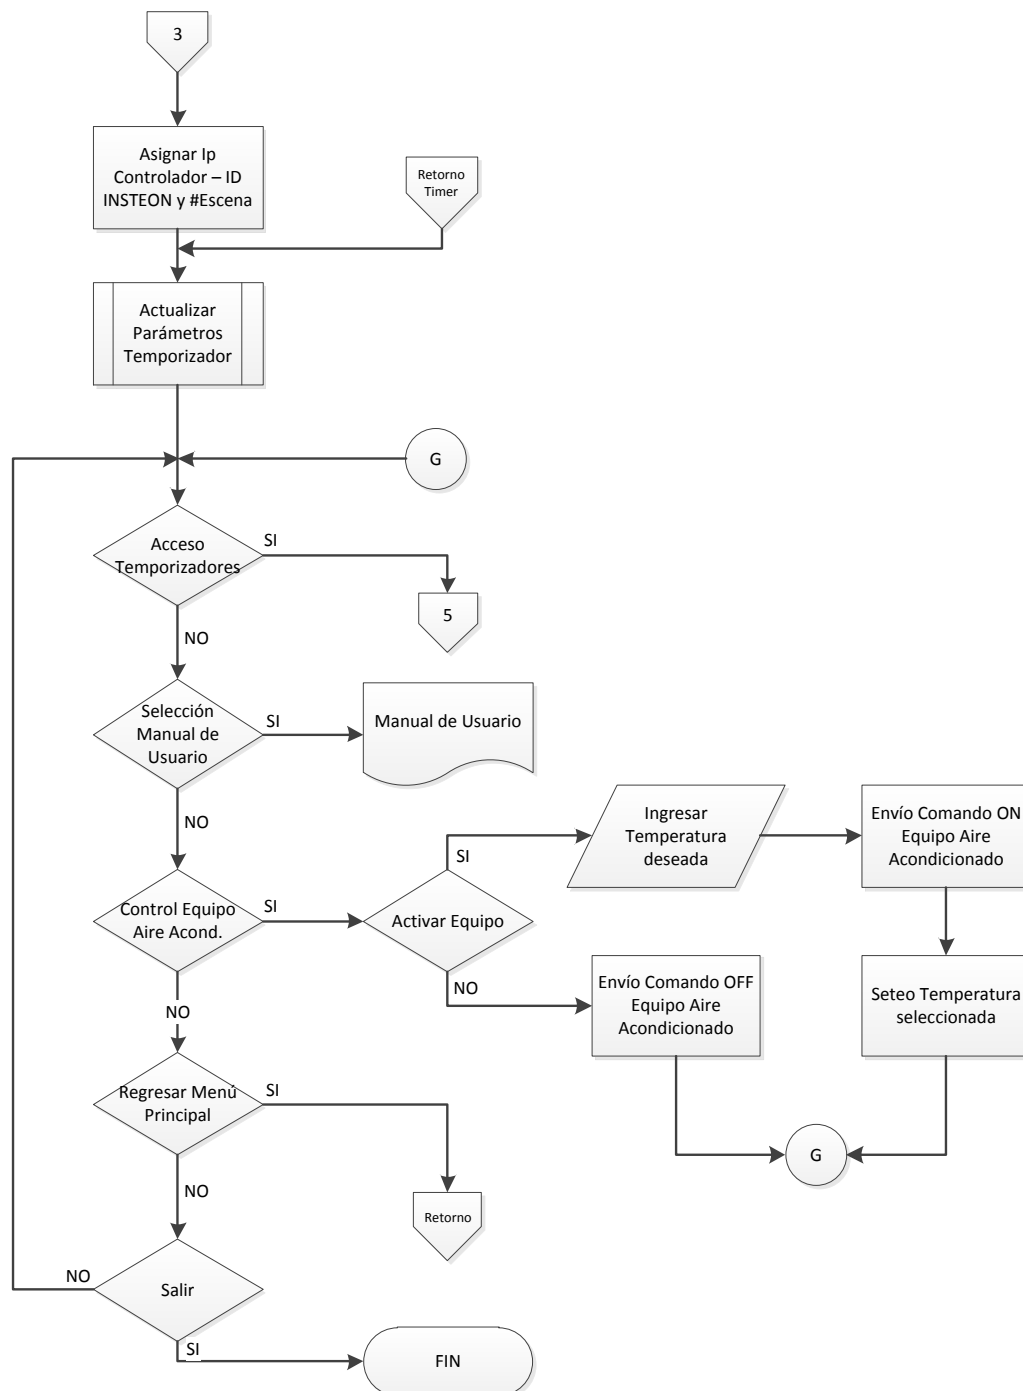 3
Asignar Ip
Controlador – ID
INSTEON y #Escena
Retorno
Timer
Actualizar
Parámetros
Temporizador
G
Acceso
Temporizadores
SI
5
NO
Selección
Manual de
Usuario
SI
Manual de Usuario
NO
Control Equipo
Aire Acond.
SI
Activar Equipo
SI
Ingresar
Temperatura
deseada
Envío Comando ON
Equipo Aire
Acondicionado
NO
Envío Comando OFF
Equipo Aire
Acondicionado
Seteo Temperatura
seleccionada
G
NO
Regresar Menú
Principal
SI
Retorno
NO
Salir
NO
SI
FIN